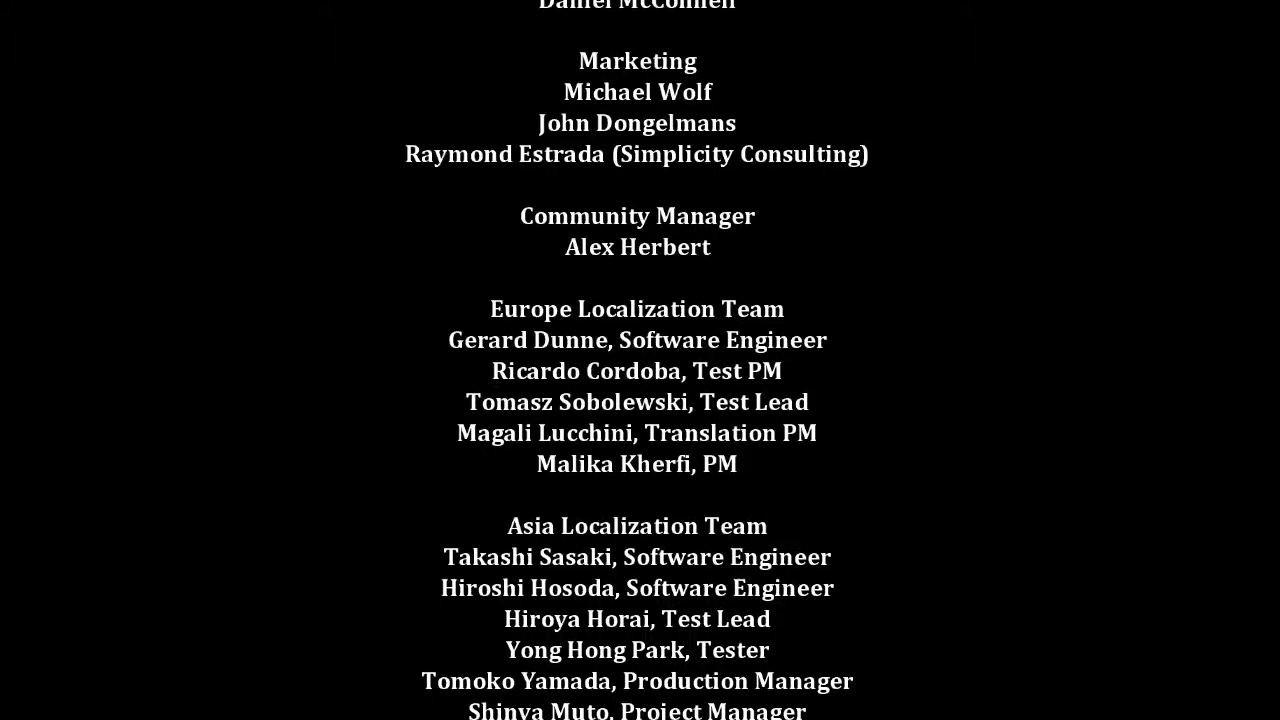 Daniel McConnell
Marketing
Michael Wolf
John Dongelmans
Raymond Estrada (Simplicity Consulting)
Community Manager
Alex Herbert
Europe Localization Team
Gerard Dunne, Software Engineer
Ricardo Cordoba, Test PM
Tomasz Sobolewski, Test Lead
Magali Lucchini, Translation PM
Malika Kherfi, PM
Asia Localization Team
Takashi Sasaki, Software Engineer
Hiroshi Hosoda, Software Engineer
Hiroya Horai, Test Lead
Yong Hong Park, Tester
Tomoko Yamada, Production Manager
Shinya Muto, Project Manager